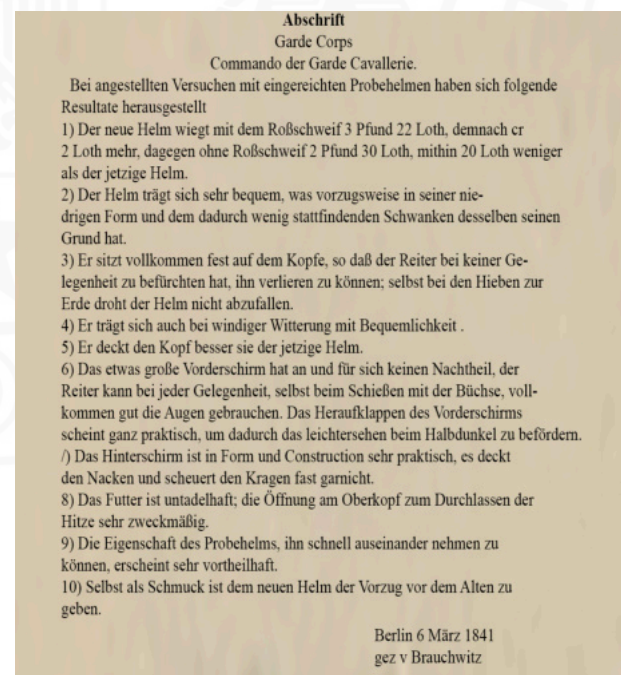 Abschrift
Garde Corps
Commando der Garde Cavallerie.
Bei angestellten Versuchen mit eingereichten Probehelmen haben sich folgende
Resultate herausgestellt
1) Der neue Helm wiegt mit dem Roßschweif 3 Pfund 22 Loth, demnach cr
2 Loth mehr, dagegen ohne Roßschweif 2 Pfund 30 Loth, mithin 20 Loth weniger
als der jetzige Helm.
2) Der Helm trägt sich sehr bequem, was vorzugsweise in seiner nie-
drigen Form und dem dadurch wenig stattfindenden Schwanken desselben seinen
Grund hat.
3) Er sitzt vollkommen fest auf dem Kopfe, so daß der Reiter bei keiner Ge-
legenheit zu befürchten hat, ihn verlieren zu können; selbst bei den Hieben zur
Erde droht der Helm nicht abzufallen.
4) Er trägt sich auch bei windiger Witterung mit Bequemlichkeit .
5) Er deckt den Kopf besser sie der jetzige Helm.
6) Das etwas große Vorderschirm hat an und für sich keinen Nachtheil, der
Reiter kann bei jeder Gelegenheit, selbst beim Schießen mit der Büchse, voll-
kommen gut die Augen gebrauchen. Das Heraufklappen des Vorderschirms
scheint ganz praktisch, um dadurch das leichtersehen beim Halbdunkel zu befördern.
/) Das Hinterschirm ist in Form und Construction sehr praktisch, es deckt
den Nacken und scheuert den Kragen fast garnicht.
8) Das Futter ist untadelhaft; die Öffnung am Oberkopf zum Durchlassen der
Hitze sehr zweckmäßig.
9) Die Eigenschaft des Probehelms, ihn schnell auseinander nehmen zu
können, erscheint sehr vortheilhaft.
10) Selbst als Schmuck ist dem neuen Helm der Vorzug vor dem Alten zu
geben.
Berlin 6 März 1841
gez v Brauchwitz